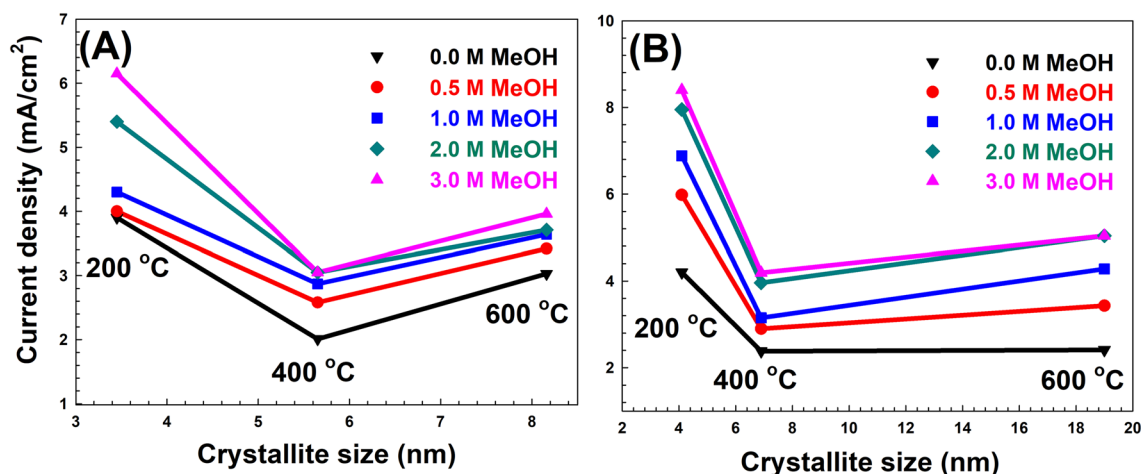 (A)
7
6
5
4
3
2
1
Current density (mA/cm²)
0.0 M MeOH
0.5 M MeOH
1.0 M MeOH
2.0 M MeOH
3.0 M MeOH
200 °C
400 °C
600 °C
3 4 5 6 7 8
Crystallite size (nm)
(B)
10
8
6
4
2
0.0 M MeOH
0.5 M MeOH
1.0 M MeOH
2.0 M MeOH
3.0 M MeOH
200 °C
400 °C
600 °C
2 4 6 8 10 12 14 16 18 20
Crystallite size (nm)